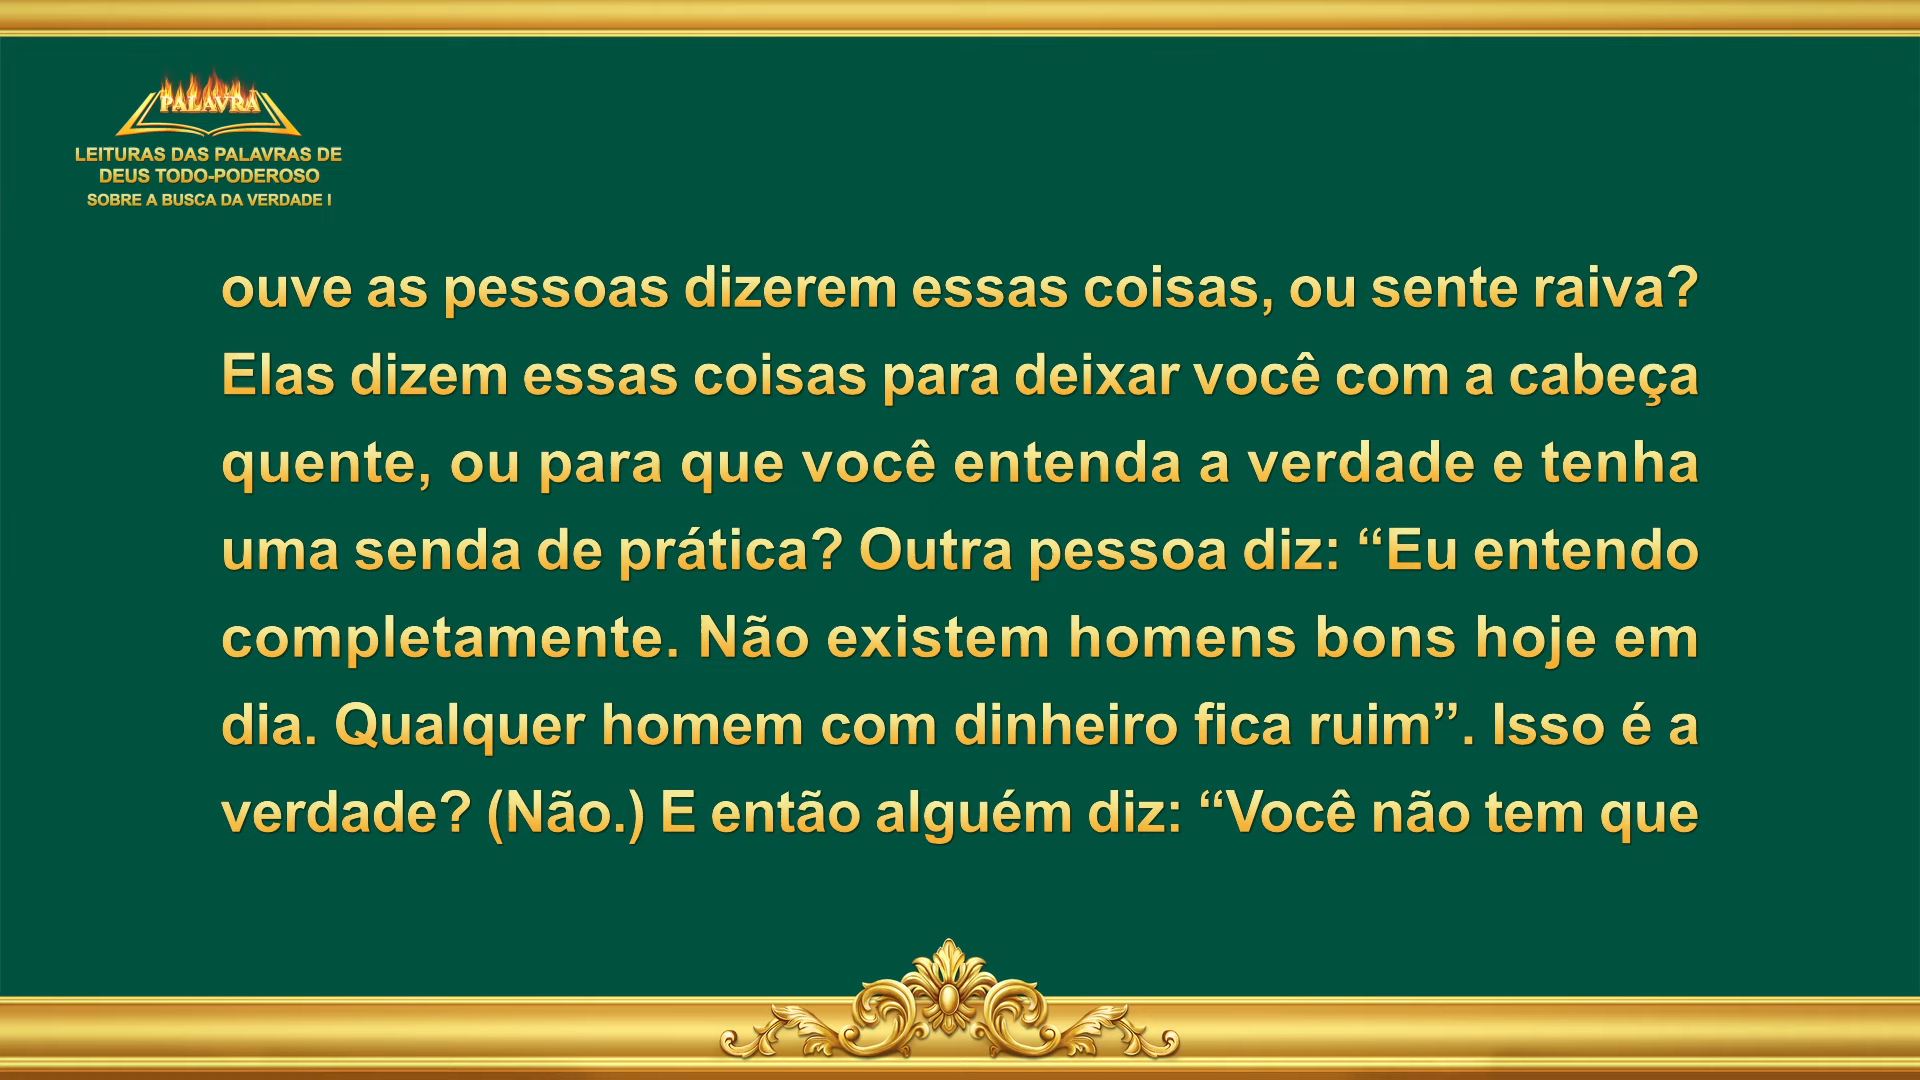 PALAVRA
LEITURAS DAS PALAVRAS DE
DEUS TODO-PODEROSO
SOBRE A BUSCA DA VERDADE I
ouve as pessoas dizerem essas coisas, ou sente raiva?
Elas dizem essas coisas para deixar você com a cabeça
quente, ou para que você entenda a verdade e tenha
uma senda de prática? Outra pessoa diz: “Eu entendo
completamente. Não existem homens bons hoje em
dia. Qualquer homem com dinheiro fica ruim”. Isso é a
verdade? (Não.) E então alguém diz: “Você não tem que